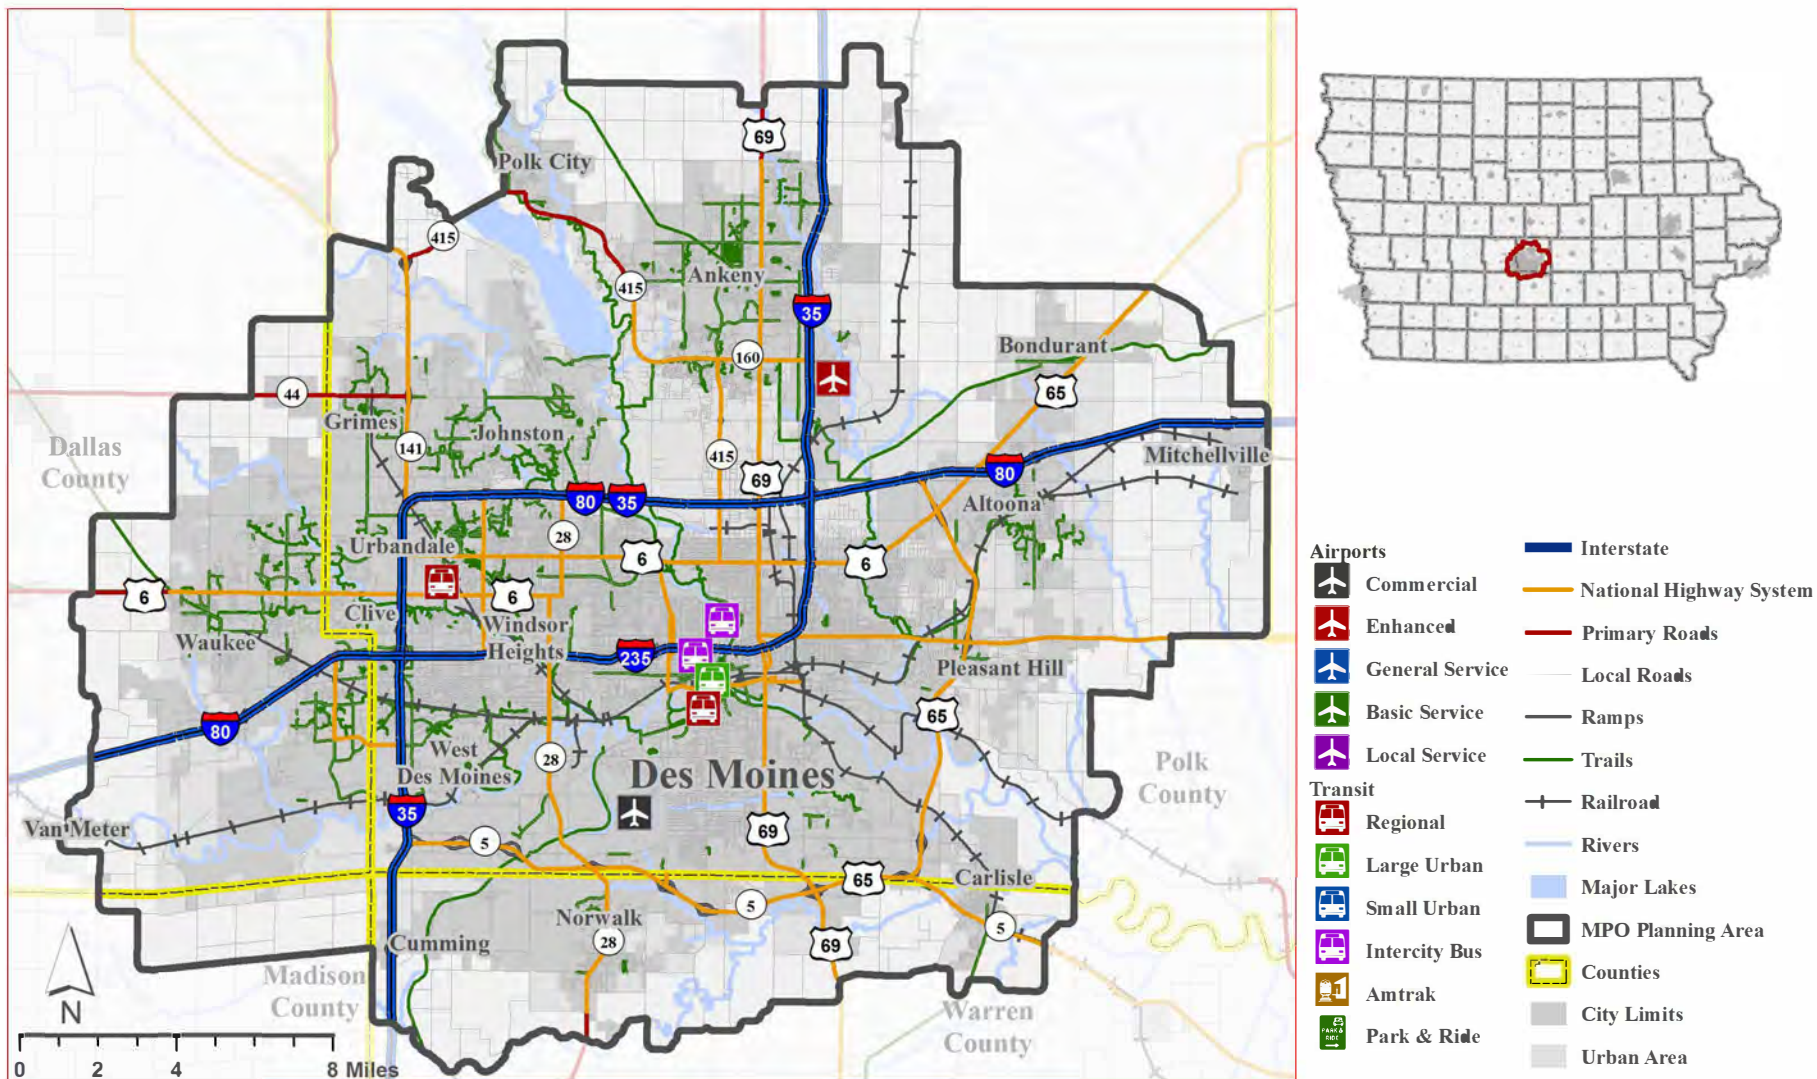 69
Polk City
415
415
Ankeny
35
160
Bondurant
65
44
Grimes
Johnston
141
415
69
Dallas
County
Mitchellville
80
80
35
Altoona
28
Urbandale
6
6
6
6
Clive
Windsor
Heights
Waukee
235
Pleasant Hill
80
65
28
West
Des Moines
Des Moines
Polk
County
35
Van Meter
5
69
65
Carlisle
5
5
Norwalk
28
69
Cumming
Madison
County
Warren
County
N
0 2 4 8 Miles
Airports
Commercial
Enhanced
General Service
Basic Service
Local Service
Transit
Regional
Large Urban
Small Urban
Intercity Bus
Amtrak
PARK &
RIDE
Park & Ride
Interstate
National Highway System
Primary Roads
Local Roads
Ramps
Trails
Railroad
Rivers
Major Lakes
MPO Planning Area
Counties
City Limits
Urban Area